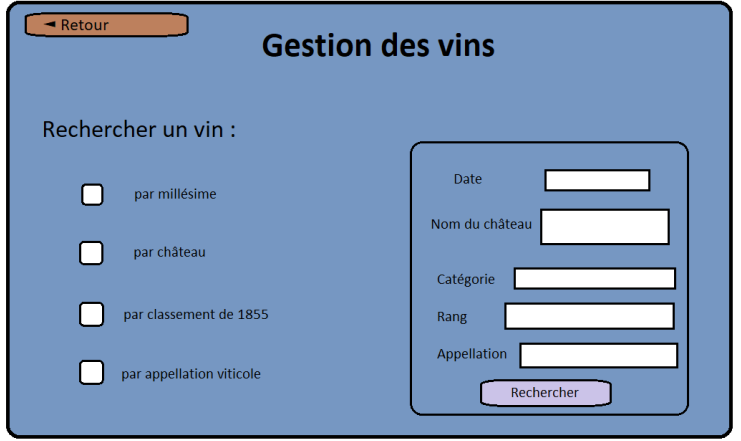 ◄ Retour
Gestion des vins
Rechercher un vin :
par millésime
par château
par classement de 1855
par appellation viticole
Date
Nom du château
Catégorie
Rang
Appellation
Rechercher